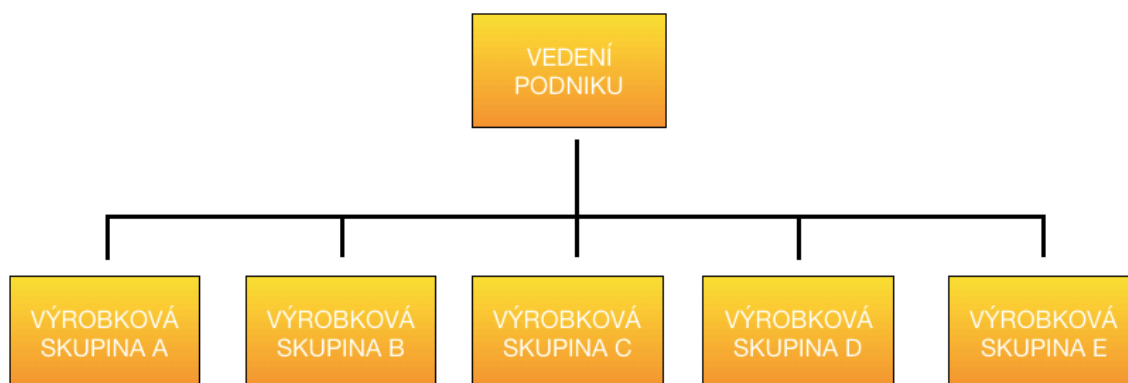 VEDENÍ
PODNIKU
VÝROBKOVÁ
SKUPINA A
VÝROBKOVÁ
SKUPINA B
VÝROBKOVÁ
SKUPINA C
VÝROBKOVÁ
SKUPINA D
VÝROBKOVÁ
SKUPINA E